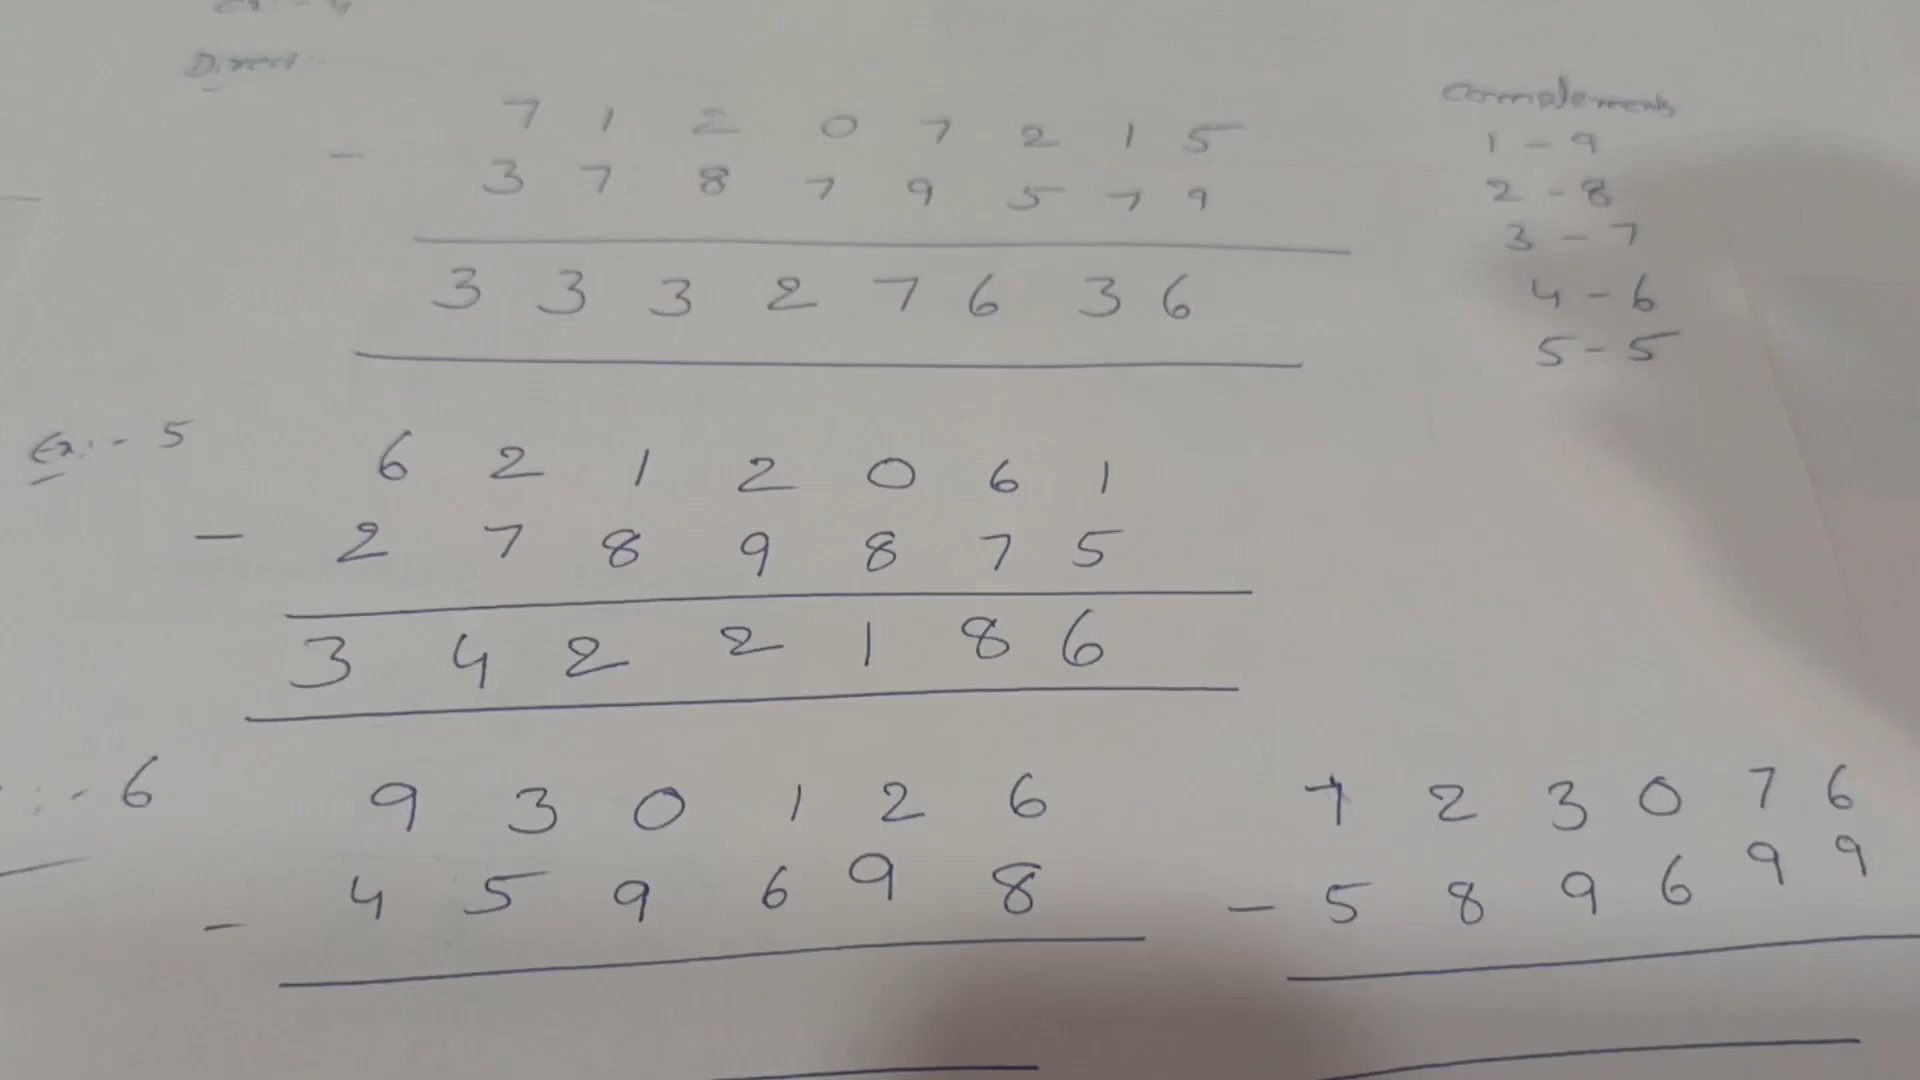 Direct :-
7 1 2 0 7 2 1 5
- 3 7 8 7 9 5 7 9
3 3 3 2 7 6 3 6
Complements
1 - 9
2 - 8
3 - 7
4 - 6
5 - 5
Ex:- 5
6 2 1 2 0 6 1
- 2 7 8 9 8 7 5
3 4 2 2 1 8 6
:- 6
9 3 0 1 2 6
- 4 5 9 6 9 8
7 2 3 0 7 6
- 5 8 9 6 9 9